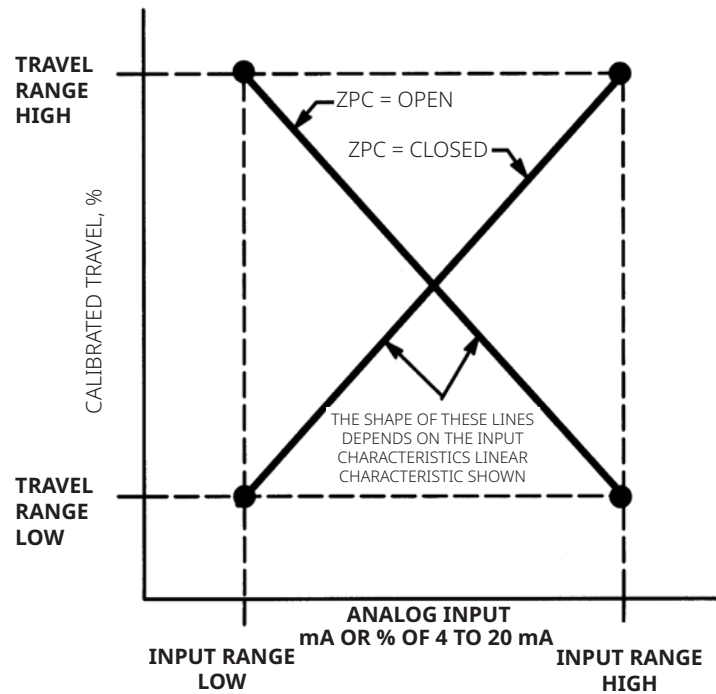 TRAVEL
RANGE
HIGH
ZPC = OPEN
ZPC = CLOSED
CALIBRATED TRAVEL, %
THE SHAPE OF THESE LINES
DEPENDS ON THE INPUT
CHARACTERISTICS LINEAR
CHARACTERISTIC SHOWN
TRAVEL
RANGE
LOW
ANALOG INPUT
mA OR % OF 4 TO 20 mA
INPUT RANGE
LOW
INPUT RANGE
HIGH